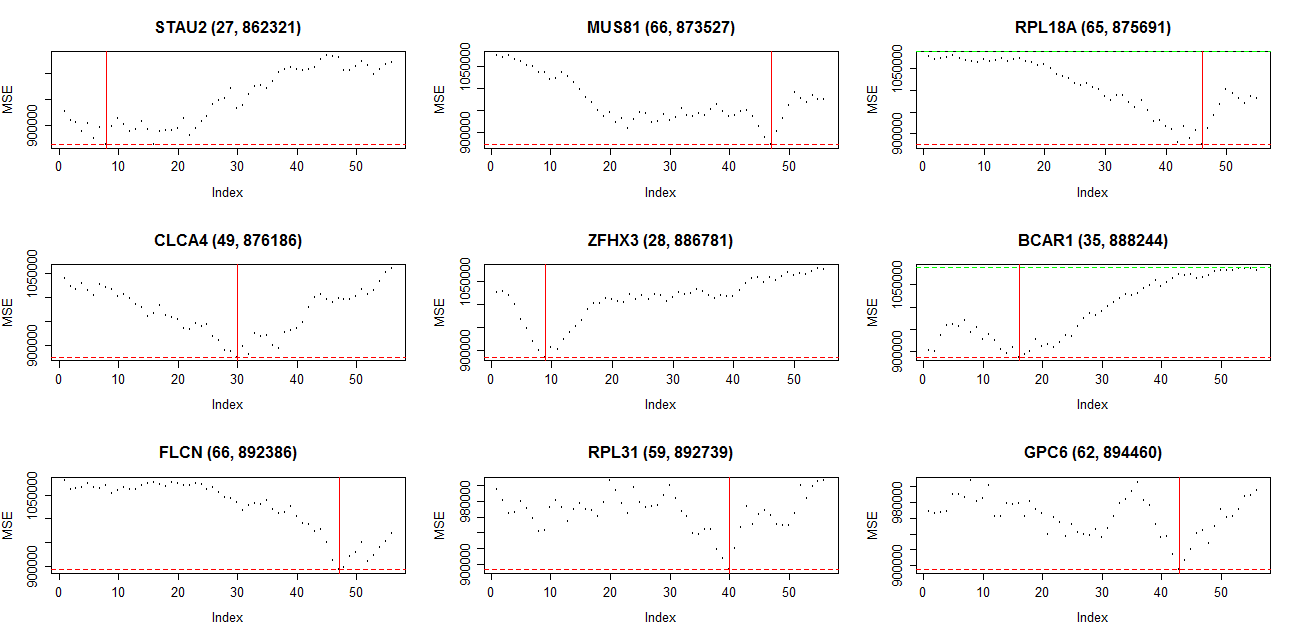 STAU2 (27, 862321)
MSE
900000
0 10 20 30 40 50
Index
MUS81 (66, 873527)
MSE
900000 1050000
0 10 20 30 40 50
Index
RPL18A (65, 875691)
MSE
900000 1050000
0 10 20 30 40 50
Index
CLCA4 (49, 876186)
MSE
900000 1050000
0 10 20 30 40 50
Index
ZFHX3 (28, 886781)
MSE
900000 1050000
0 10 20 30 40 50
Index
BCAR1 (35, 888244)
MSE
900000 1050000
0 10 20 30 40 50
Index
FLCN (66, 892386)
MSE
900000 1050000
0 10 20 30 40 50
Index
RPL31 (59, 892739)
MSE
900000 980000
0 10 20 30 40 50
Index
GPC6 (62, 894460)
MSE
900000 980000
0 10 20 30 40 50
Index